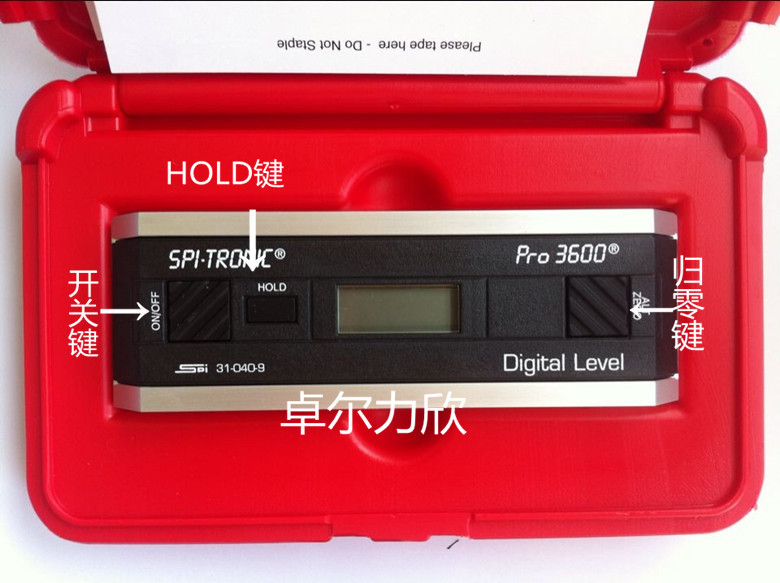 Please tape here - Do Not Staple
HOLD键
SPI-TRONIC®
Pro 3600®
HOLD
开关键
ON/OFF
归零键
ZERO
SPI 31-040-9
Digital Level
卓尔力欣